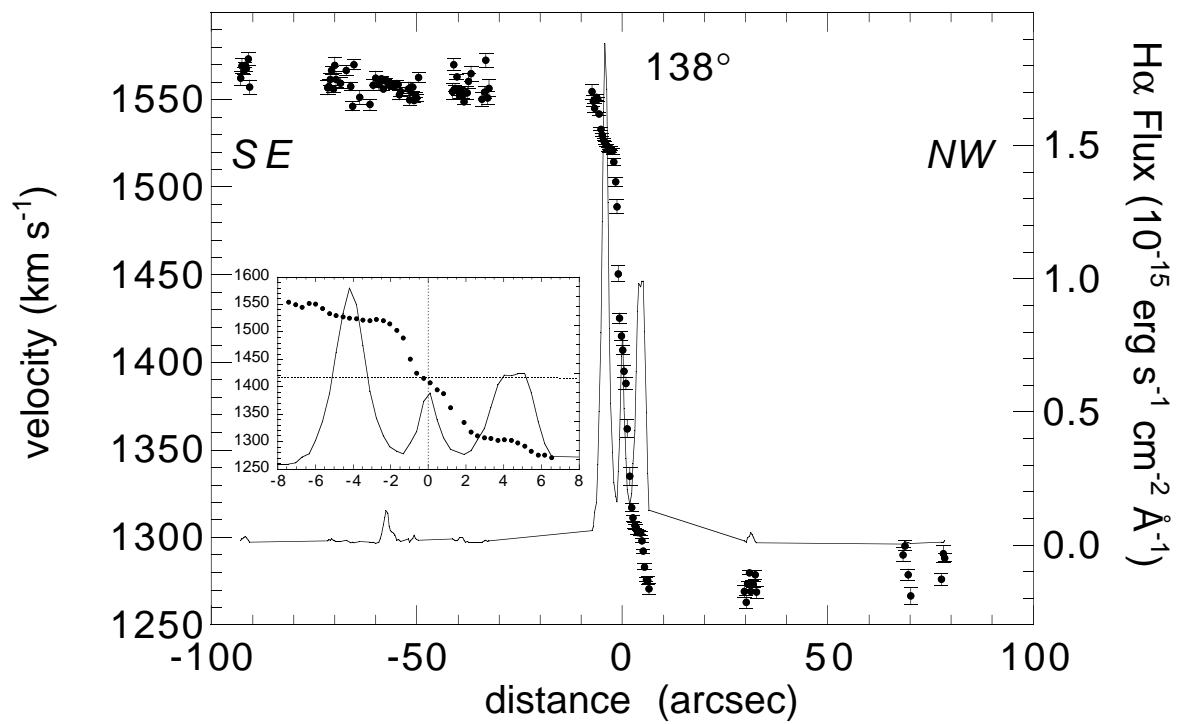 138°
SE
NW
velocity (km s-1)
1550
1500
1450
1400
1350
1300
1250
Hα Flux (10-15 erg s-1 cm-2 Å-1)
1.5
1.0
0.5
0.0
1600
1550
1500
1450
1400
1350
1300
1250
-8 -6 -4 -2 0 2 4 6 8
-100 -50 0 50 100
distance (arcsec)